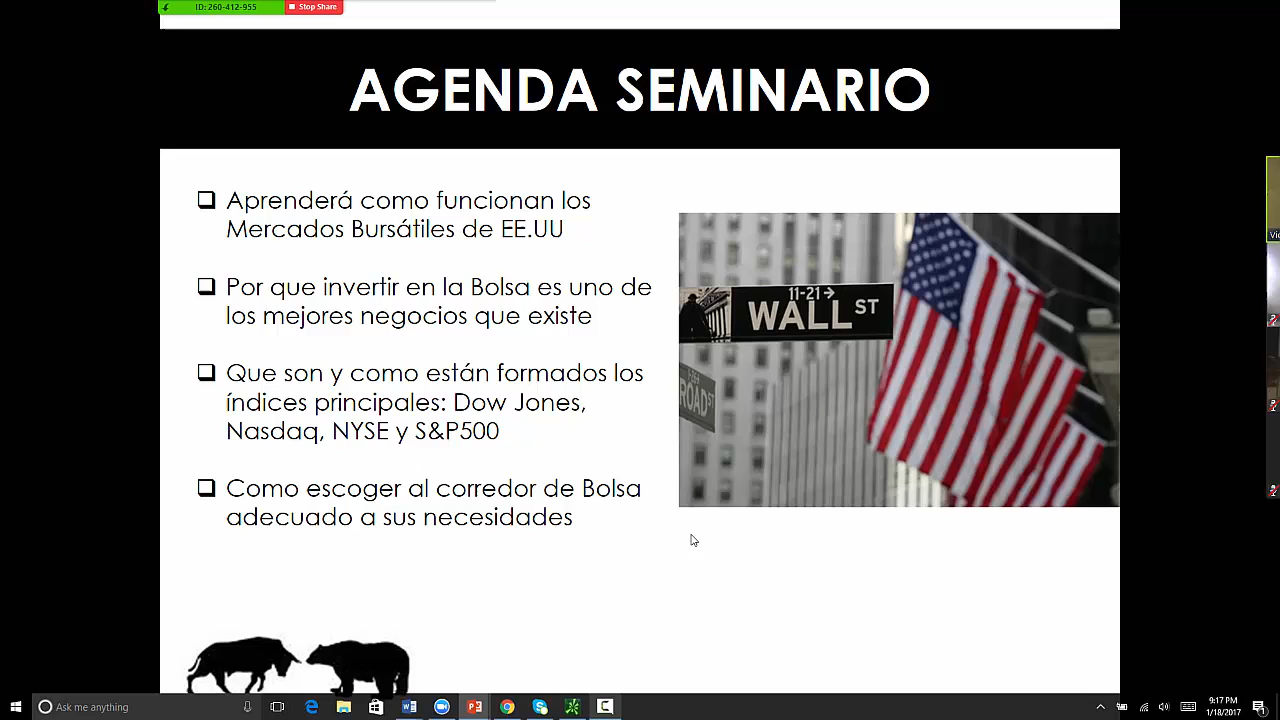 ID: 260-412-955
Stop Share
AGENDA SEMINARIO
Aprenderá como funcionan los
Mercados Bursátiles de EE.UU
Por que invertir en la Bolsa es uno de
los mejores negocios que existe
Que son y como están formados los
índices principales: Dow Jones,
Nasdaq, NYSE y S&P500
Como escoger al corredor de Bolsa
adecuado a sus necesidades
11-21
WALL ST
ROAD ST
Vic
Ask me anything
9:17 PM
1/18/2017